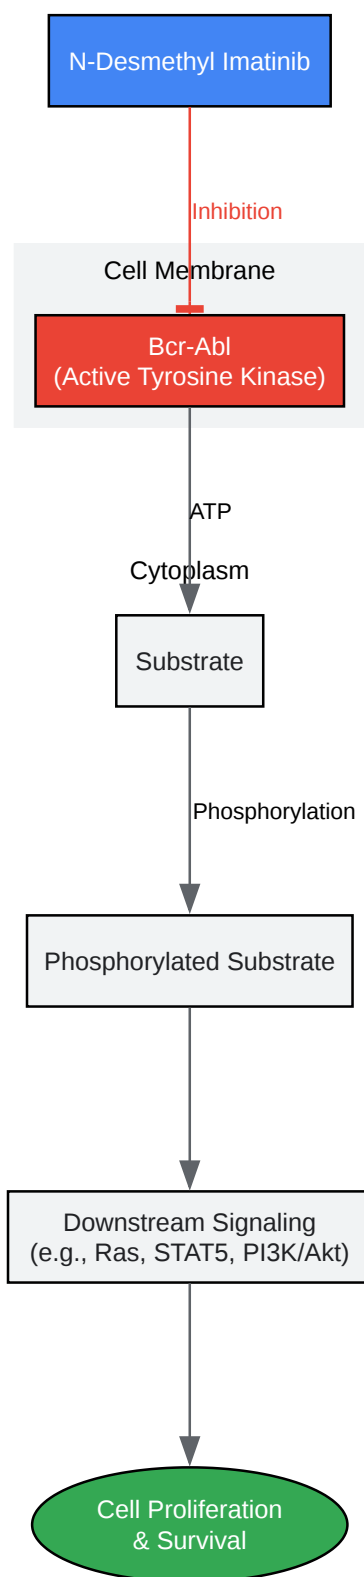 N-Desmethyl Imatinib
Inhibition
Cell Membrane
Bcr-Abl
(Active Tyrosine Kinase)
ATP
Cytoplasm
Substrate
Phosphorylation
Phosphorylated Substrate
Downstream Signaling
(e.g., Ras, STAT5, PI3K/Akt)
Cell Proliferation
& Survival